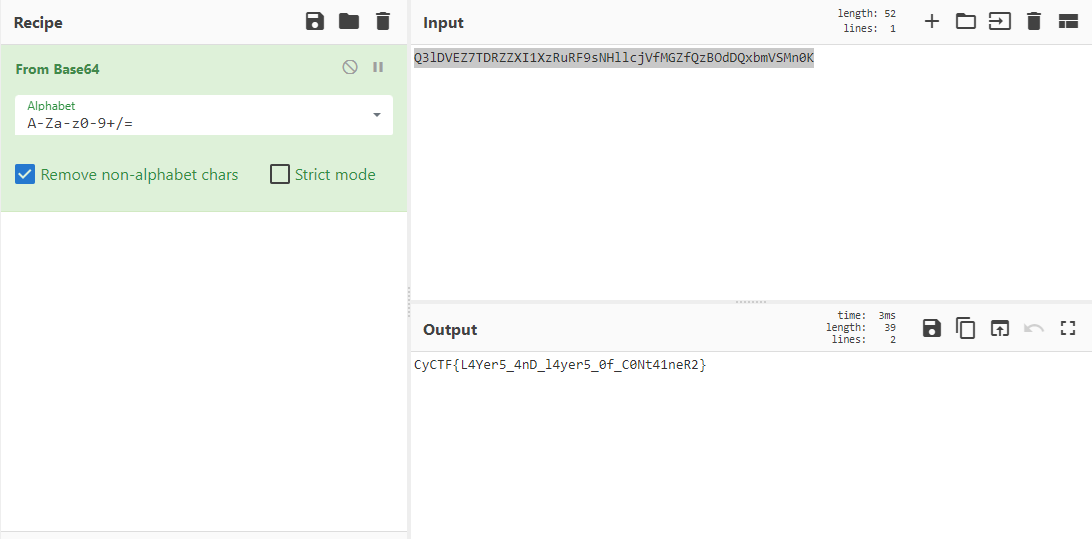 Recipe
From Base64
Alphabet
A-Za-z0-9+/=
Remove non-alphabet chars
Strict mode
Input
length: 52
lines: 1
Q3lDVEZ7TDRZZXI1XzRuRF9sNHllcjVfMGZfQzBOdDQxbmVSMn0K
Output
time: 3ms
length: 39
lines: 2
CyCTF{L4Yer5_4nD_l4yer5_0f_C0Nt41neR2}